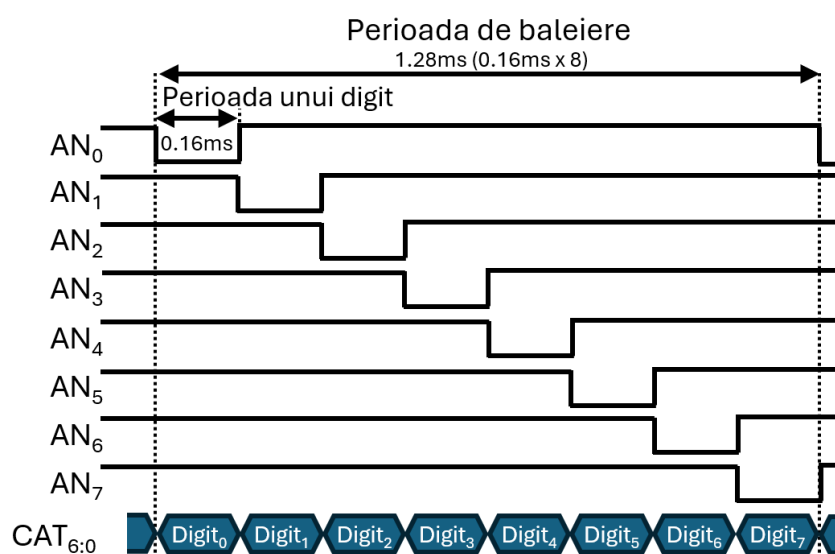 Perioada de baleiere
1.28ms (0.16ms x 8)
Perioada unui digit
0.16ms
AN0
AN1
AN2
AN3
AN4
AN5
AN6
AN7
CAT6:0 Digit0 Digit1 Digit2 Digit3 Digit4 Digit5 Digit6 Digit7